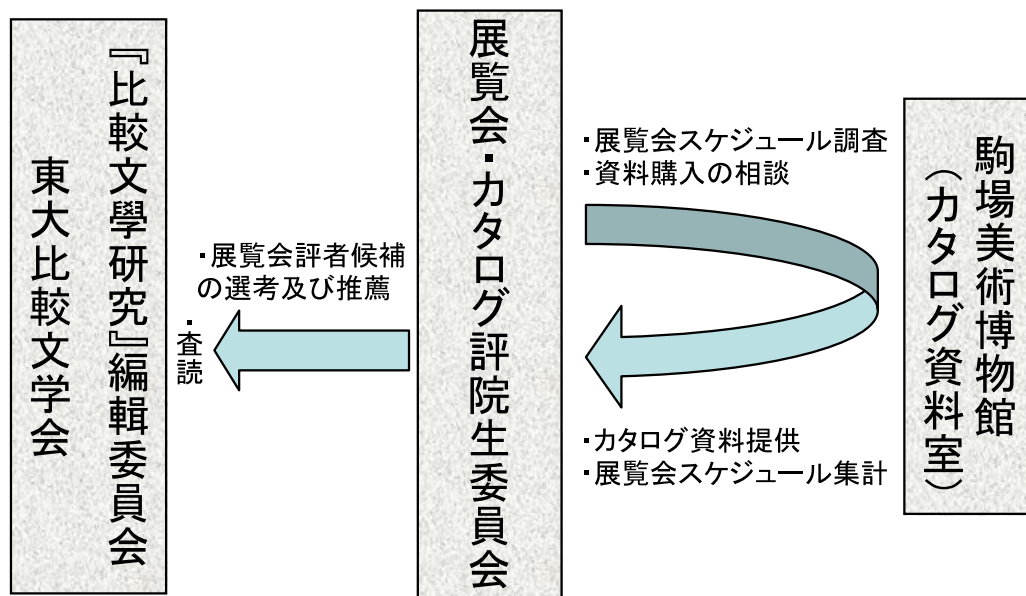 『比較文學研究』編輯委員会
東大比較文学会
・査読
・展覧会評者候補
の選考及び推薦
展覧会・カタログ評院生委員会
・展覧会スケジュール調査
・資料購入の相談
・カタログ資料提供
・展覧会スケジュール集計
駒場美術博物館
（カタログ資料室）